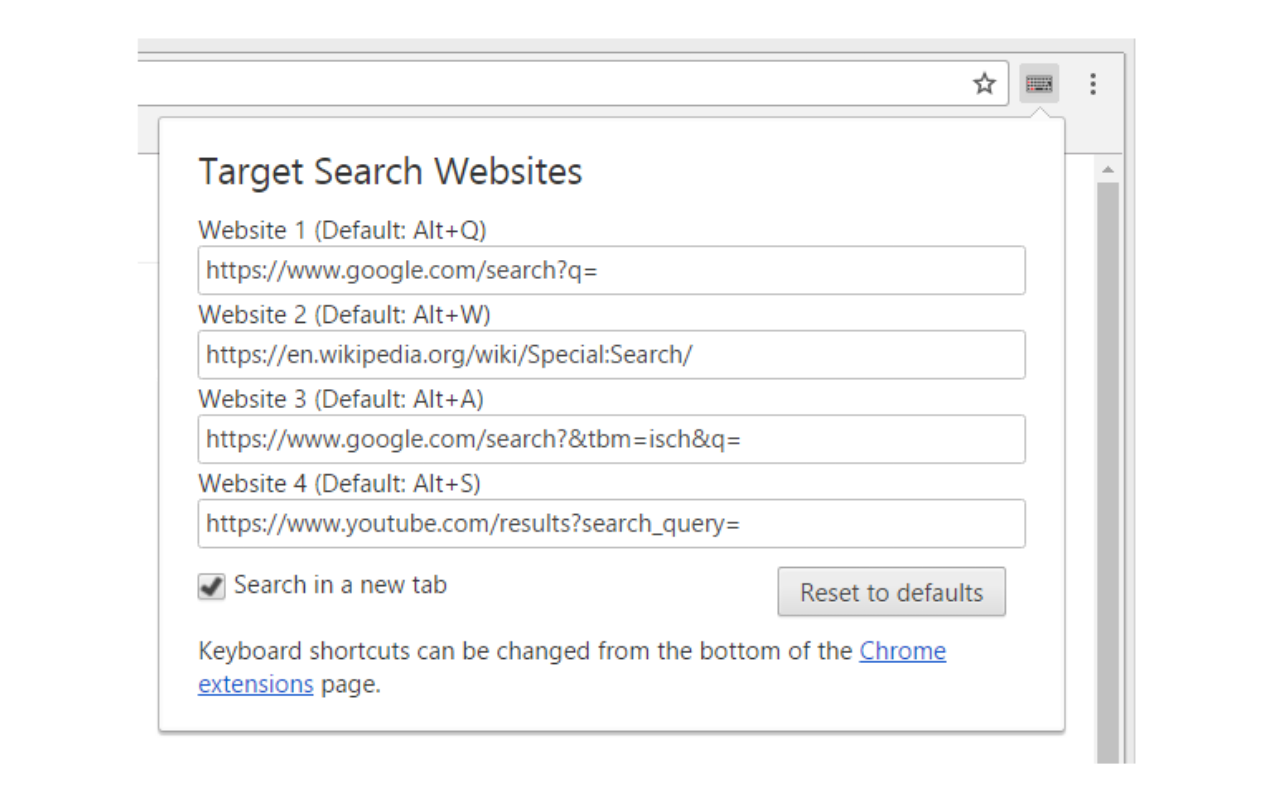 Target Search Websites
Website 1 (Default: Alt+Q)
https://www.google.com/search?q=
Website 2 (Default: Alt+W)
https://en.wikipedia.org/wiki/Special:Search/
Website 3 (Default: Alt+A)
https://www.google.com/search?&tbm=isch&q=
Website 4 (Default: Alt+S)
https://www.youtube.com/results?search_query=
Search in a new tab
Reset to defaults
Keyboard shortcuts can be changed from the bottom of the Chrome
extensions page.